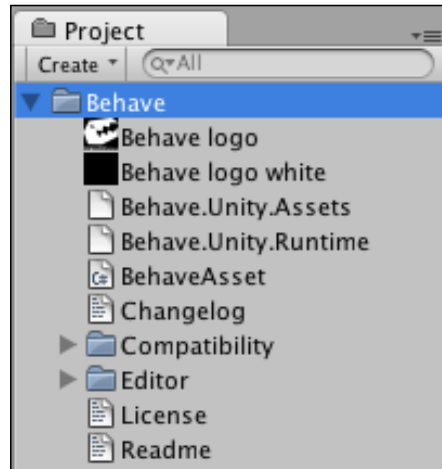 Project
Create All
Behave
Behave logo
Behave logo white
Behave.Unity.Assets
Behave.Unity.Runtime
C# BehaveAsset
Changelog
Compatibility
Editor
License
Readme